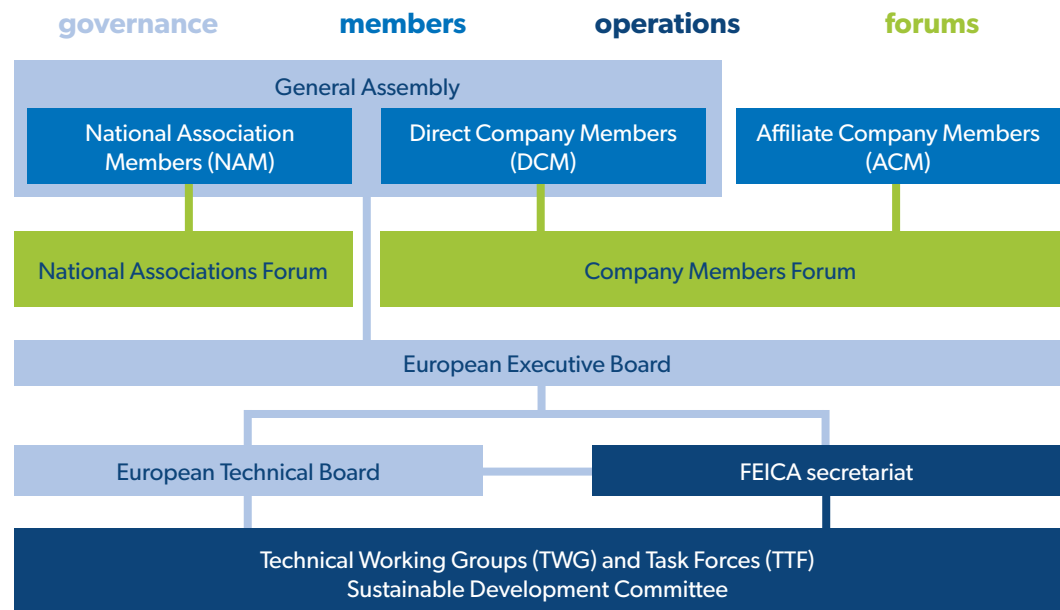 governance members operations forums
General Assembly
National Association
Members (NAM)
Direct Company Members
(DCM)
Affiliate Company Members
(ACM)
National Associations Forum
Company Members Forum
European Executive Board
European Technical Board
FEICA secretariat
Technical Working Groups (TWG) and Task Forces (TTF)
Sustainable Development Committee